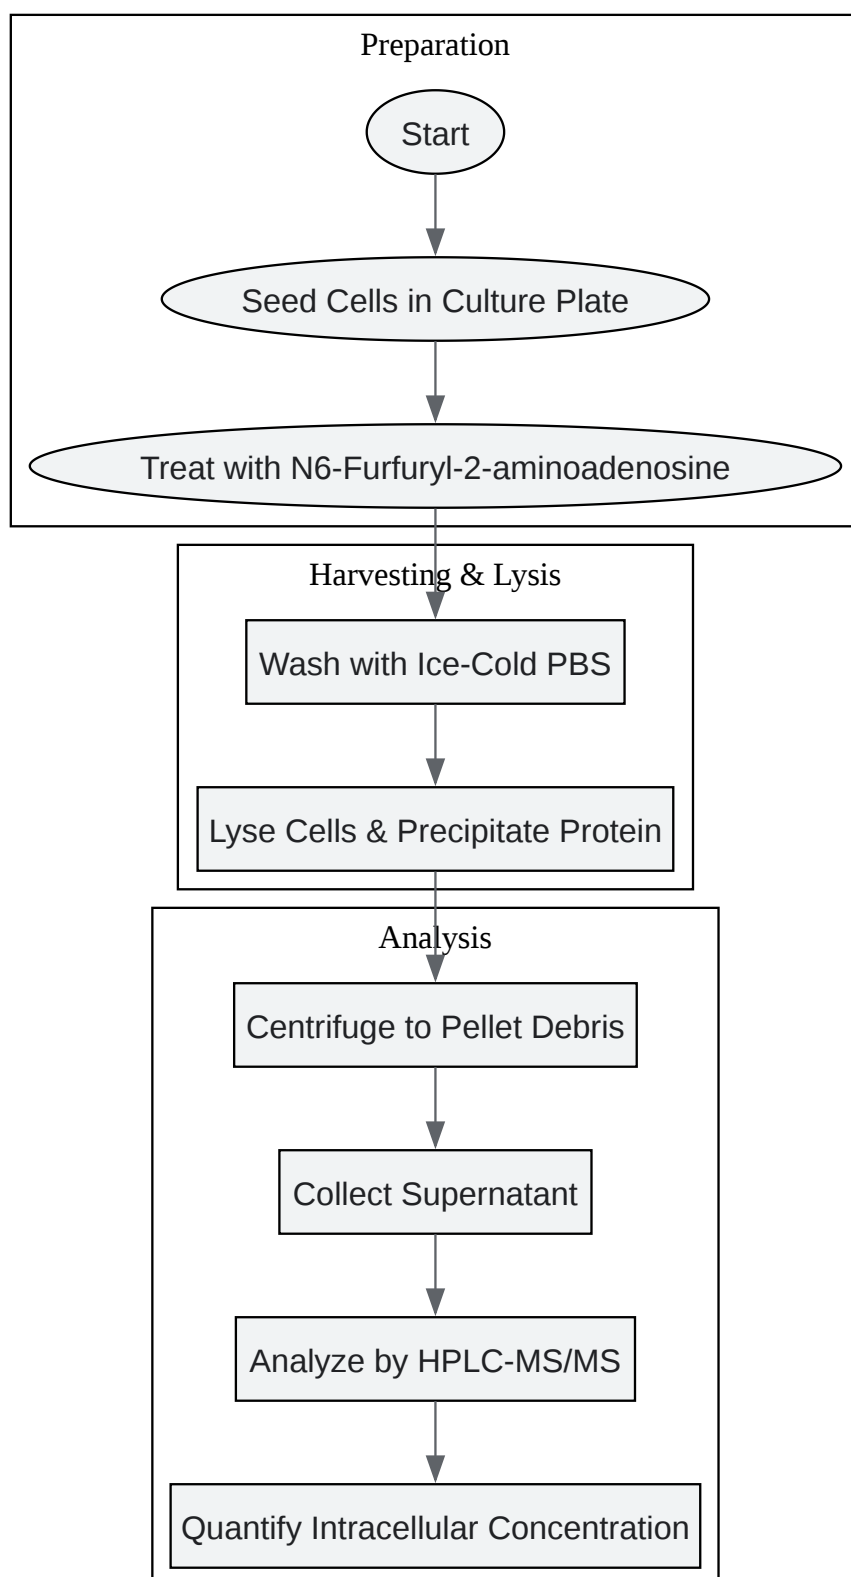 Preparation
Start
Seed Cells in Culture Plate
Treat with N6-Furfuryl-2-aminoadenosine
Harvesting & Lysis
Wash with Ice-Cold PBS
Lyse Cells & Precipitate Protein
Analysis
Centrifuge to Pellet Debris
Collect Supernatant
Analyze by HPLC-MS/MS
Quantify Intracellular Concentration